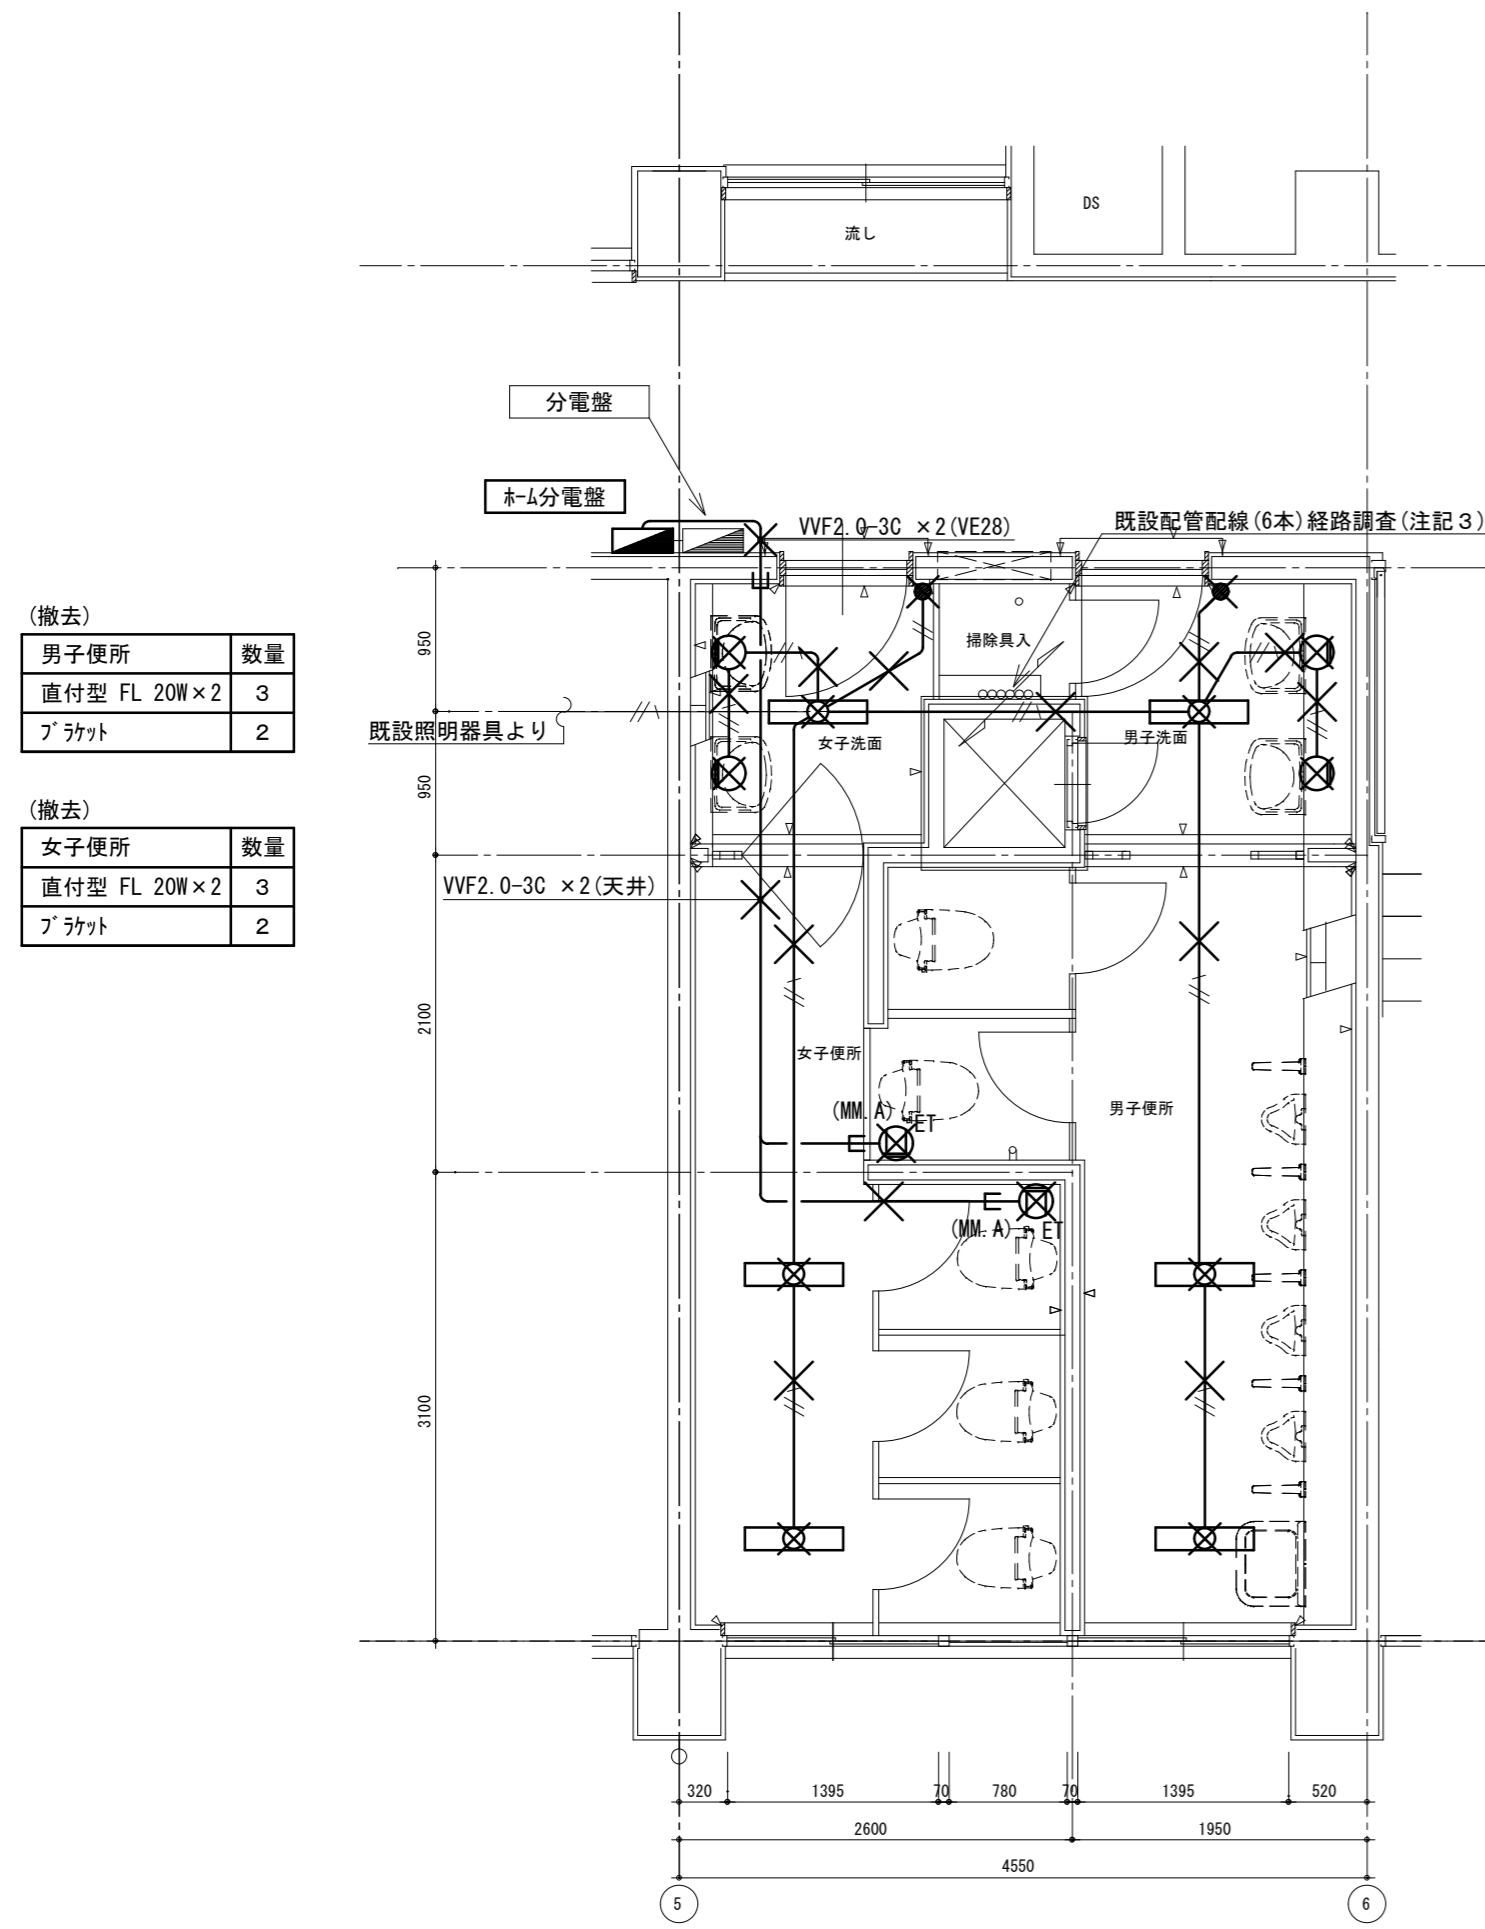 DS
流し
分電盤
ﾎｰﾑ分電盤
VVF2.0-3C ×2(VE28)
既設配管配線(6本)経路調査(注記3)
(撤去)
男子便所 数量
直付型 FL 20W×2 3
ﾌﾞﾗｹｯﾄ 2
掃除具入
950
既設照明器具より
女子洗面
男子洗面
950
(撤去)
女子便所 数量
直付型 FL 20W×2 3
ﾌﾞﾗｹｯﾄ 2
VVF2.0-3C ×2(天井)
2100
女子便所
男子便所
(MM.A)
ET
(MM.A)
ET
3100
320 1395 70 780 70 1395 520
2600 1950
4550
5 6